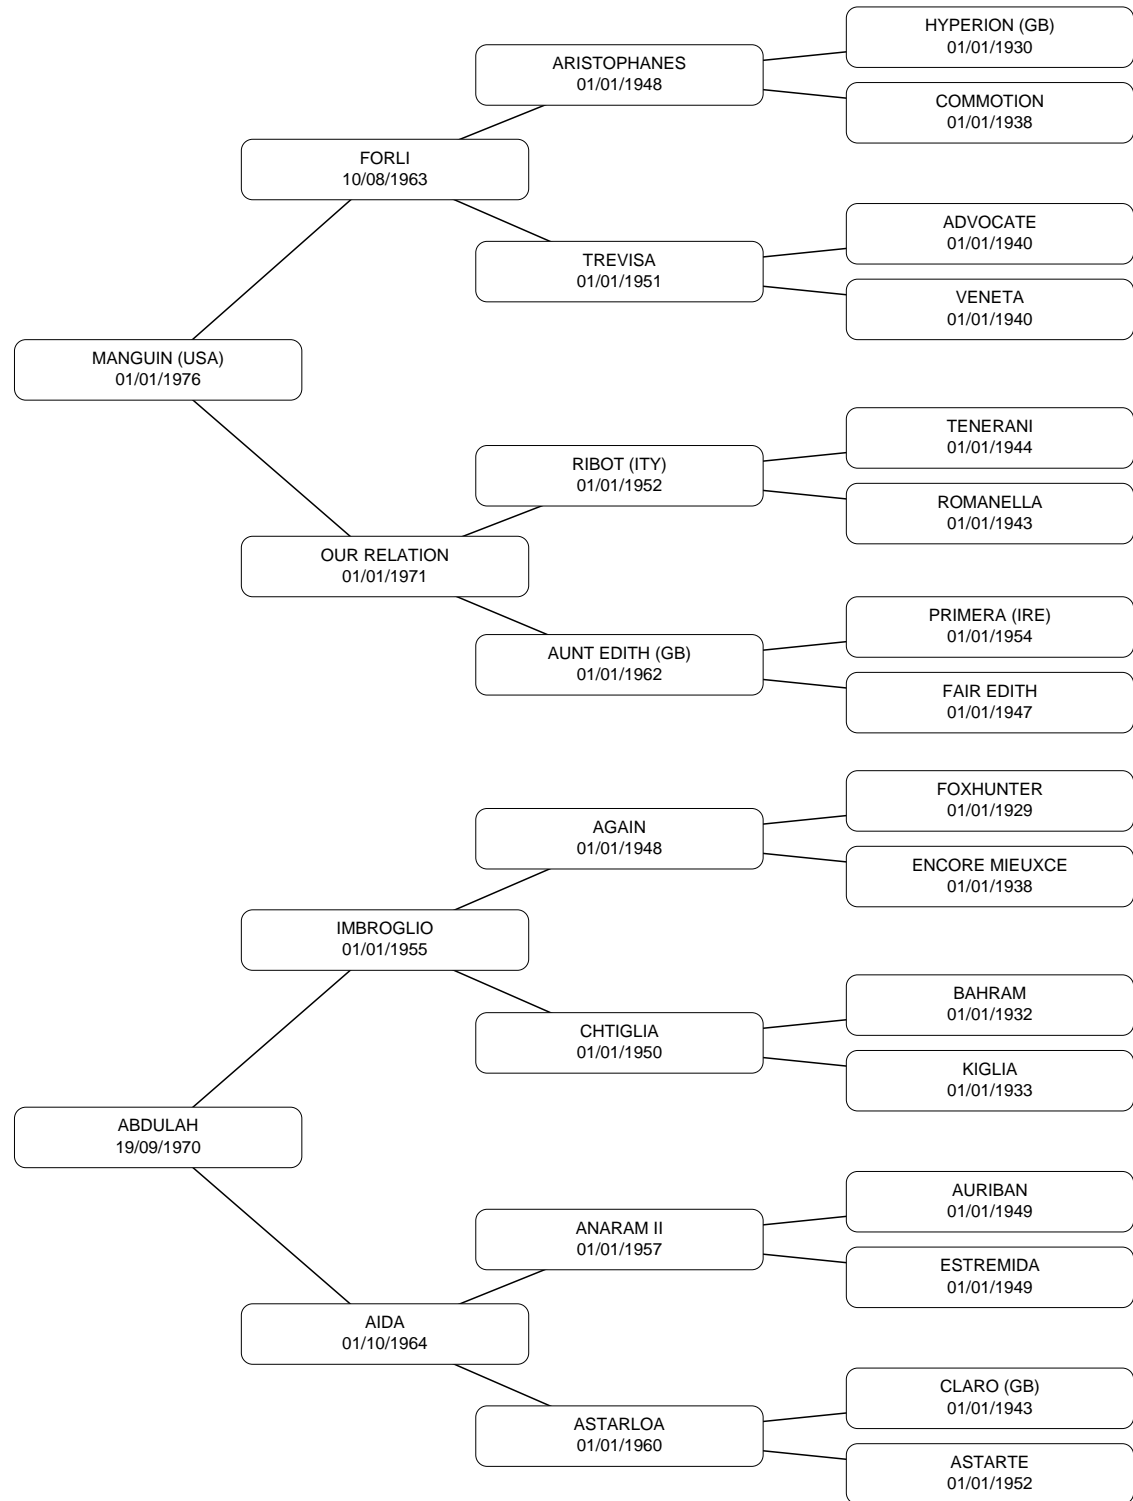 HYPERION (GB)
01/01/1930
ARISTOPHANES
01/01/1948
COMMOTION
01/01/1938
FORLI
10/08/1963
ADVOCATE
01/01/1940
TREVISA
01/01/1951
VENETA
01/01/1940
MANGUIN (USA)
01/01/1976
TENERANI
01/01/1944
RIBOT (ITY)
01/01/1952
ROMANELLA
01/01/1943
OUR RELATION
01/01/1971
PRIMERA (IRE)
01/01/1954
AUNT EDITH (GB)
01/01/1962
FAIR EDITH
01/01/1947
FOXHUNTER
01/01/1929
AGAIN
01/01/1948
ENCORE MIEUXCE
01/01/1938
IMBROGLIO
01/01/1955
BAHRAM
01/01/1932
CHTIGLIA
01/01/1950
KIGLIA
01/01/1933
ABDULAH
19/09/1970
AURIBAN
01/01/1949
ANARAM II
01/01/1957
ESTREMIDA
01/01/1949
AIDA
01/10/1964
CLARO (GB)
01/01/1943
ASTARLOA
01/01/1960
ASTARTE
01/01/1952